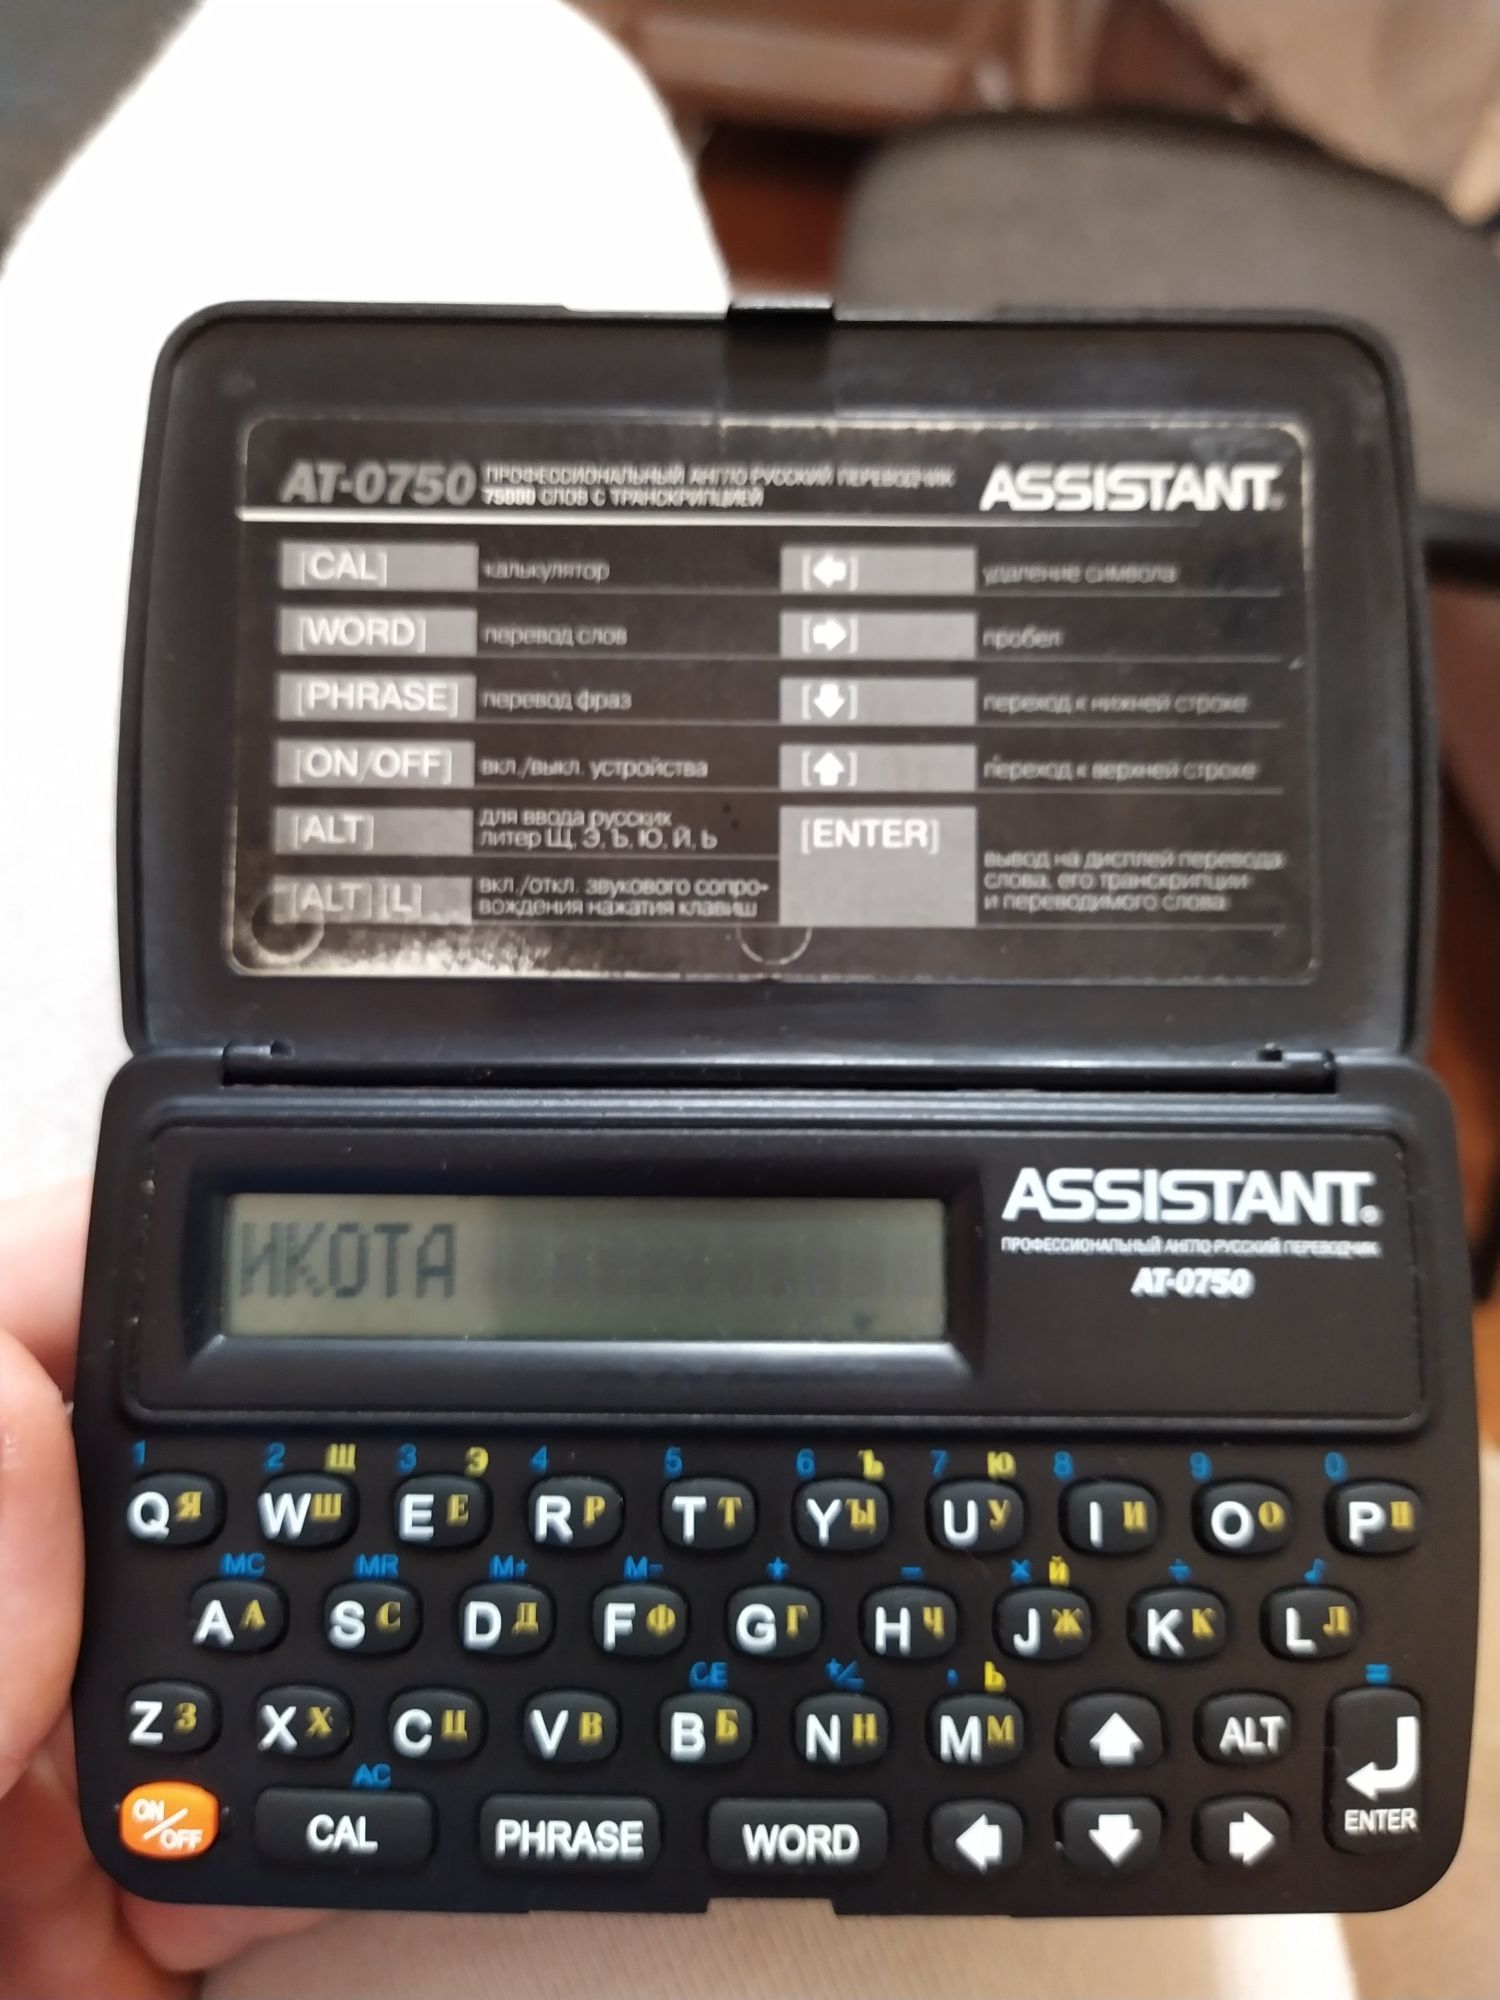 AT-0750 ПРОФЕССИОНАЛЬНЫЙ АНГЛО РУССКИЙ ПЕРЕВОДЧИК ASSISTANT
75000 СЛОВ С ТРАНСКРИПЦИЕЙ
[CAL] калькулятор [←] удаление символа
[WORD] перевод слов [→] пробел
[PHRASE] перевод фраз [↓] переход к нижней строке
[ON/OFF] вкл./выкл. устройства [↑] переход к верхней строке
[ALT] для ввода русских
литер Щ, Э, Ъ, Ю, Й, Ь
[ENTER] вывод на дисплей перевода
слова, его транскрипции
и переводимого слова
[ALT] [L] вкл./откл. звукового сопро-
вождения нажатия клавиш
ИКОТА
ASSISTANT
ПРОФЕССИОНАЛЬНЫЙ АНГЛО-РУССКИЙ ПЕРЕВОДЧИК
AT-0750
1 2 Щ 3 Э 4 5 6 Ъ 7 Ю 8 9 0
Q Я W Ш E Е R Р T Т Y Ы U У I И O О P П
MC MR M+ M- + - × Й ÷ ♪
A А S С D Д F Ф G Г H Ч J Ж K К L Л
CE +/- . Ь =
Z З X Х C Ц V В B Б N Н M М ↑ ALT
AC
ON/OFF CAL PHRASE WORD ← ↓ → ENTER